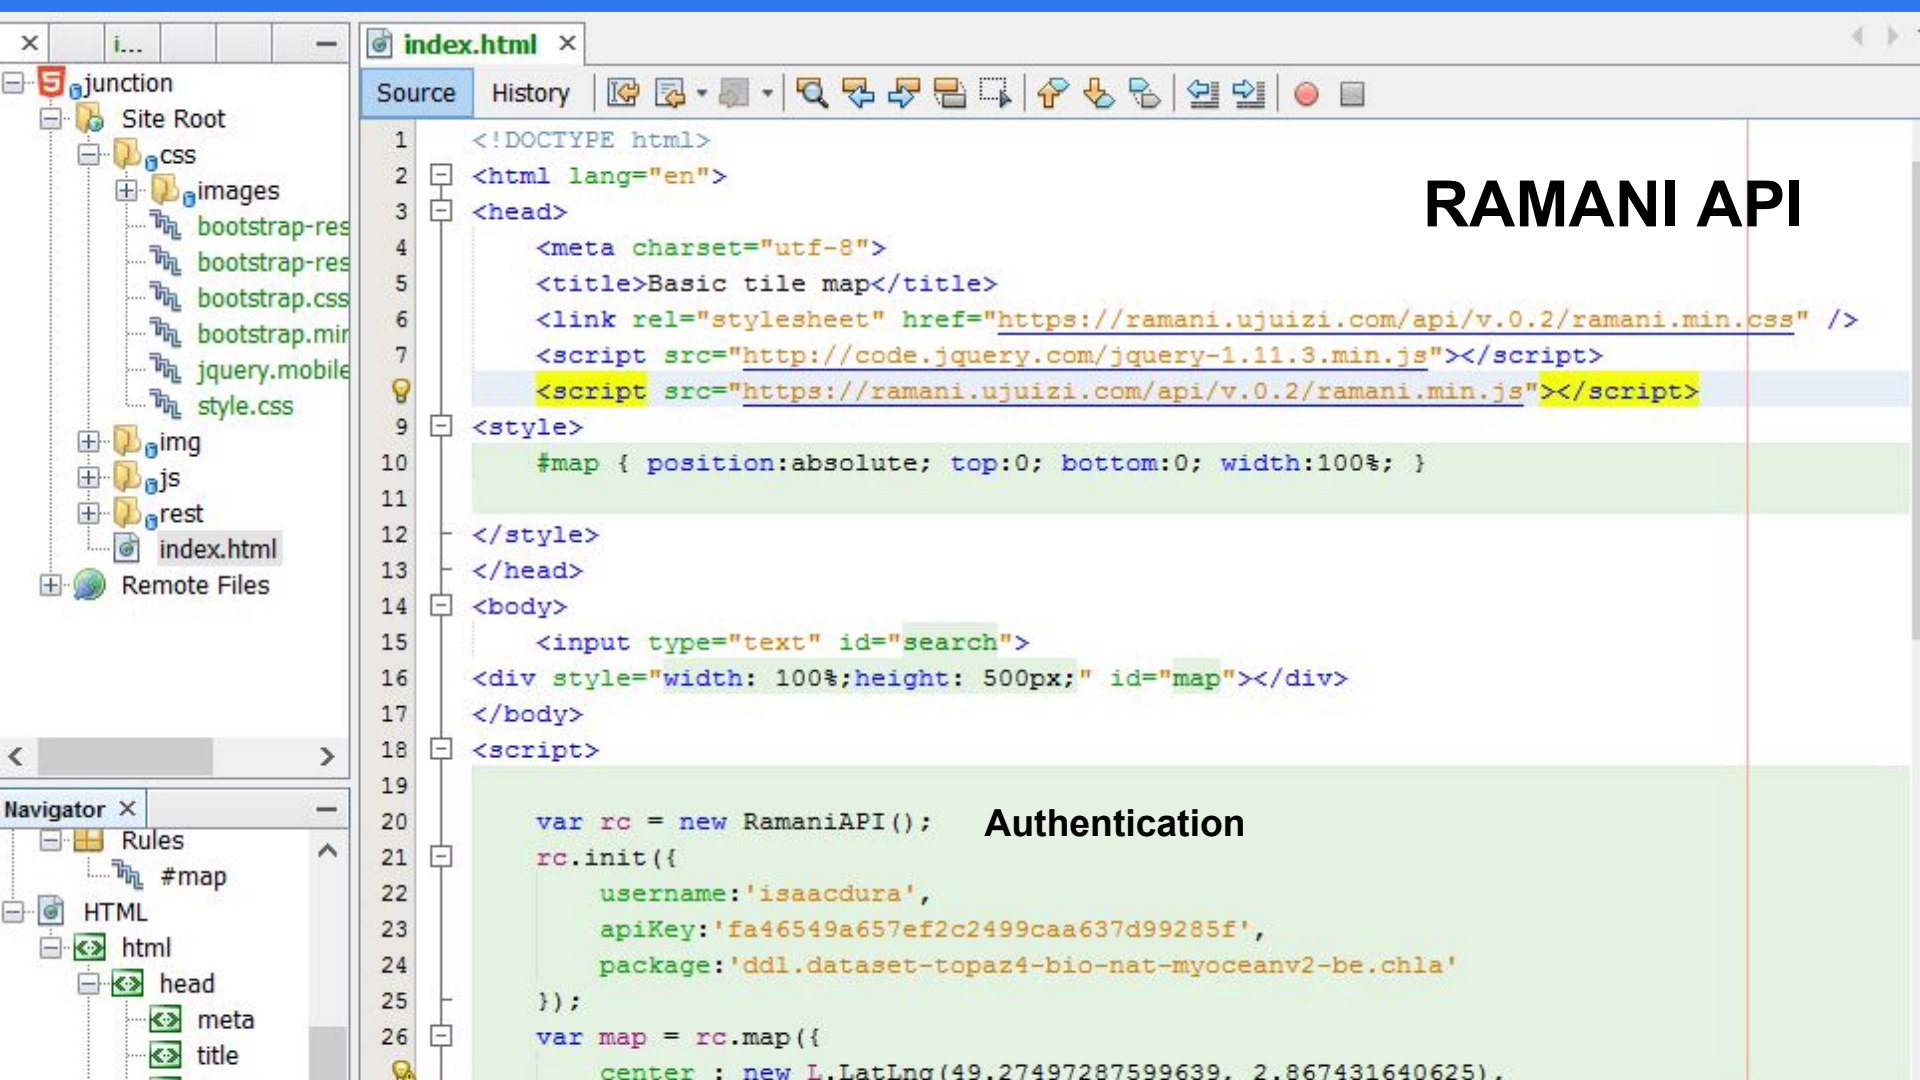 i...
junction
Site Root
css
images
bootstrap-res
bootstrap-res
bootstrap.css
bootstrap.min
jquery.mobile
style.css
img
js
rest
index.html
Remote Files
Navigator
Rules
#map
HTML
html
head
meta
title
index.html
Source History
RAMANI API
1 <!DOCTYPE html>
2 <html lang="en">
3 <head>
4 <meta charset="utf-8">
5 <title>Basic tile map</title>
6 <link rel="stylesheet" href="https://ramani.ujuizi.com/api/v.0.2/ramani.min.css" />
7 <script src="http://code.jquery.com/jquery-1.11.3.min.js"></script>
<script src="https://ramani.ujuizi.com/api/v.0.2/ramani.min.js"></script>
9 <style>
10 #map { position:absolute; top:0; bottom:0; width:100%; }
11
12 </style>
13 </head>
14 <body>
15 <input type="text" id="search">
16 <div style="width: 100%;height: 500px;" id="map"></div>
17 </body>
18 <script>
19
20 var rc = new RamaniAPI(); Authentication
21 rc.init({
22 username:'isaacdura',
23 apiKey:'fa46549a657ef2c2499caa637d99285f',
24 package:'ddl.dataset-topaz4-bio-nat-myoceanv2-be.chla'
25 });
26 var map = rc.map({
center : new L.LatLng(49.27497287599639, 2.867431640625),